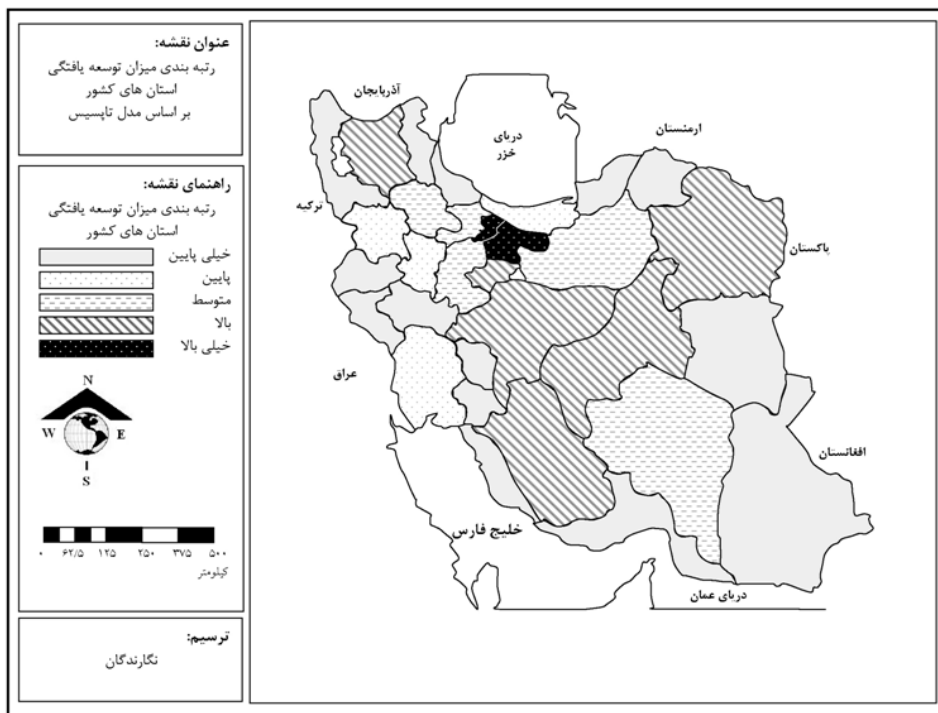 عنوان نقشه:
رتبه بندی میزان توسعه یافتگی
استان های کشور
بر اساس مدل تاپسیس
راهنمای نقشه:
رتبه بندی میزان توسعه یافتگی
استان های کشور
خیلی پایین
پایین
متوسط
بالا
خیلی بالا
N
W E
S
۰ ۶۲/۵ ۱۲۵ ۲۵۰ ۳۷۵ ۵۰۰
کیلومتر
ترسیم:
نگارندگان
آذربایجان
دریای
خزر
ارمنستان
ترکیه
پاکستان
عراق
افغانستان
خلیج فارس
دریای عمان